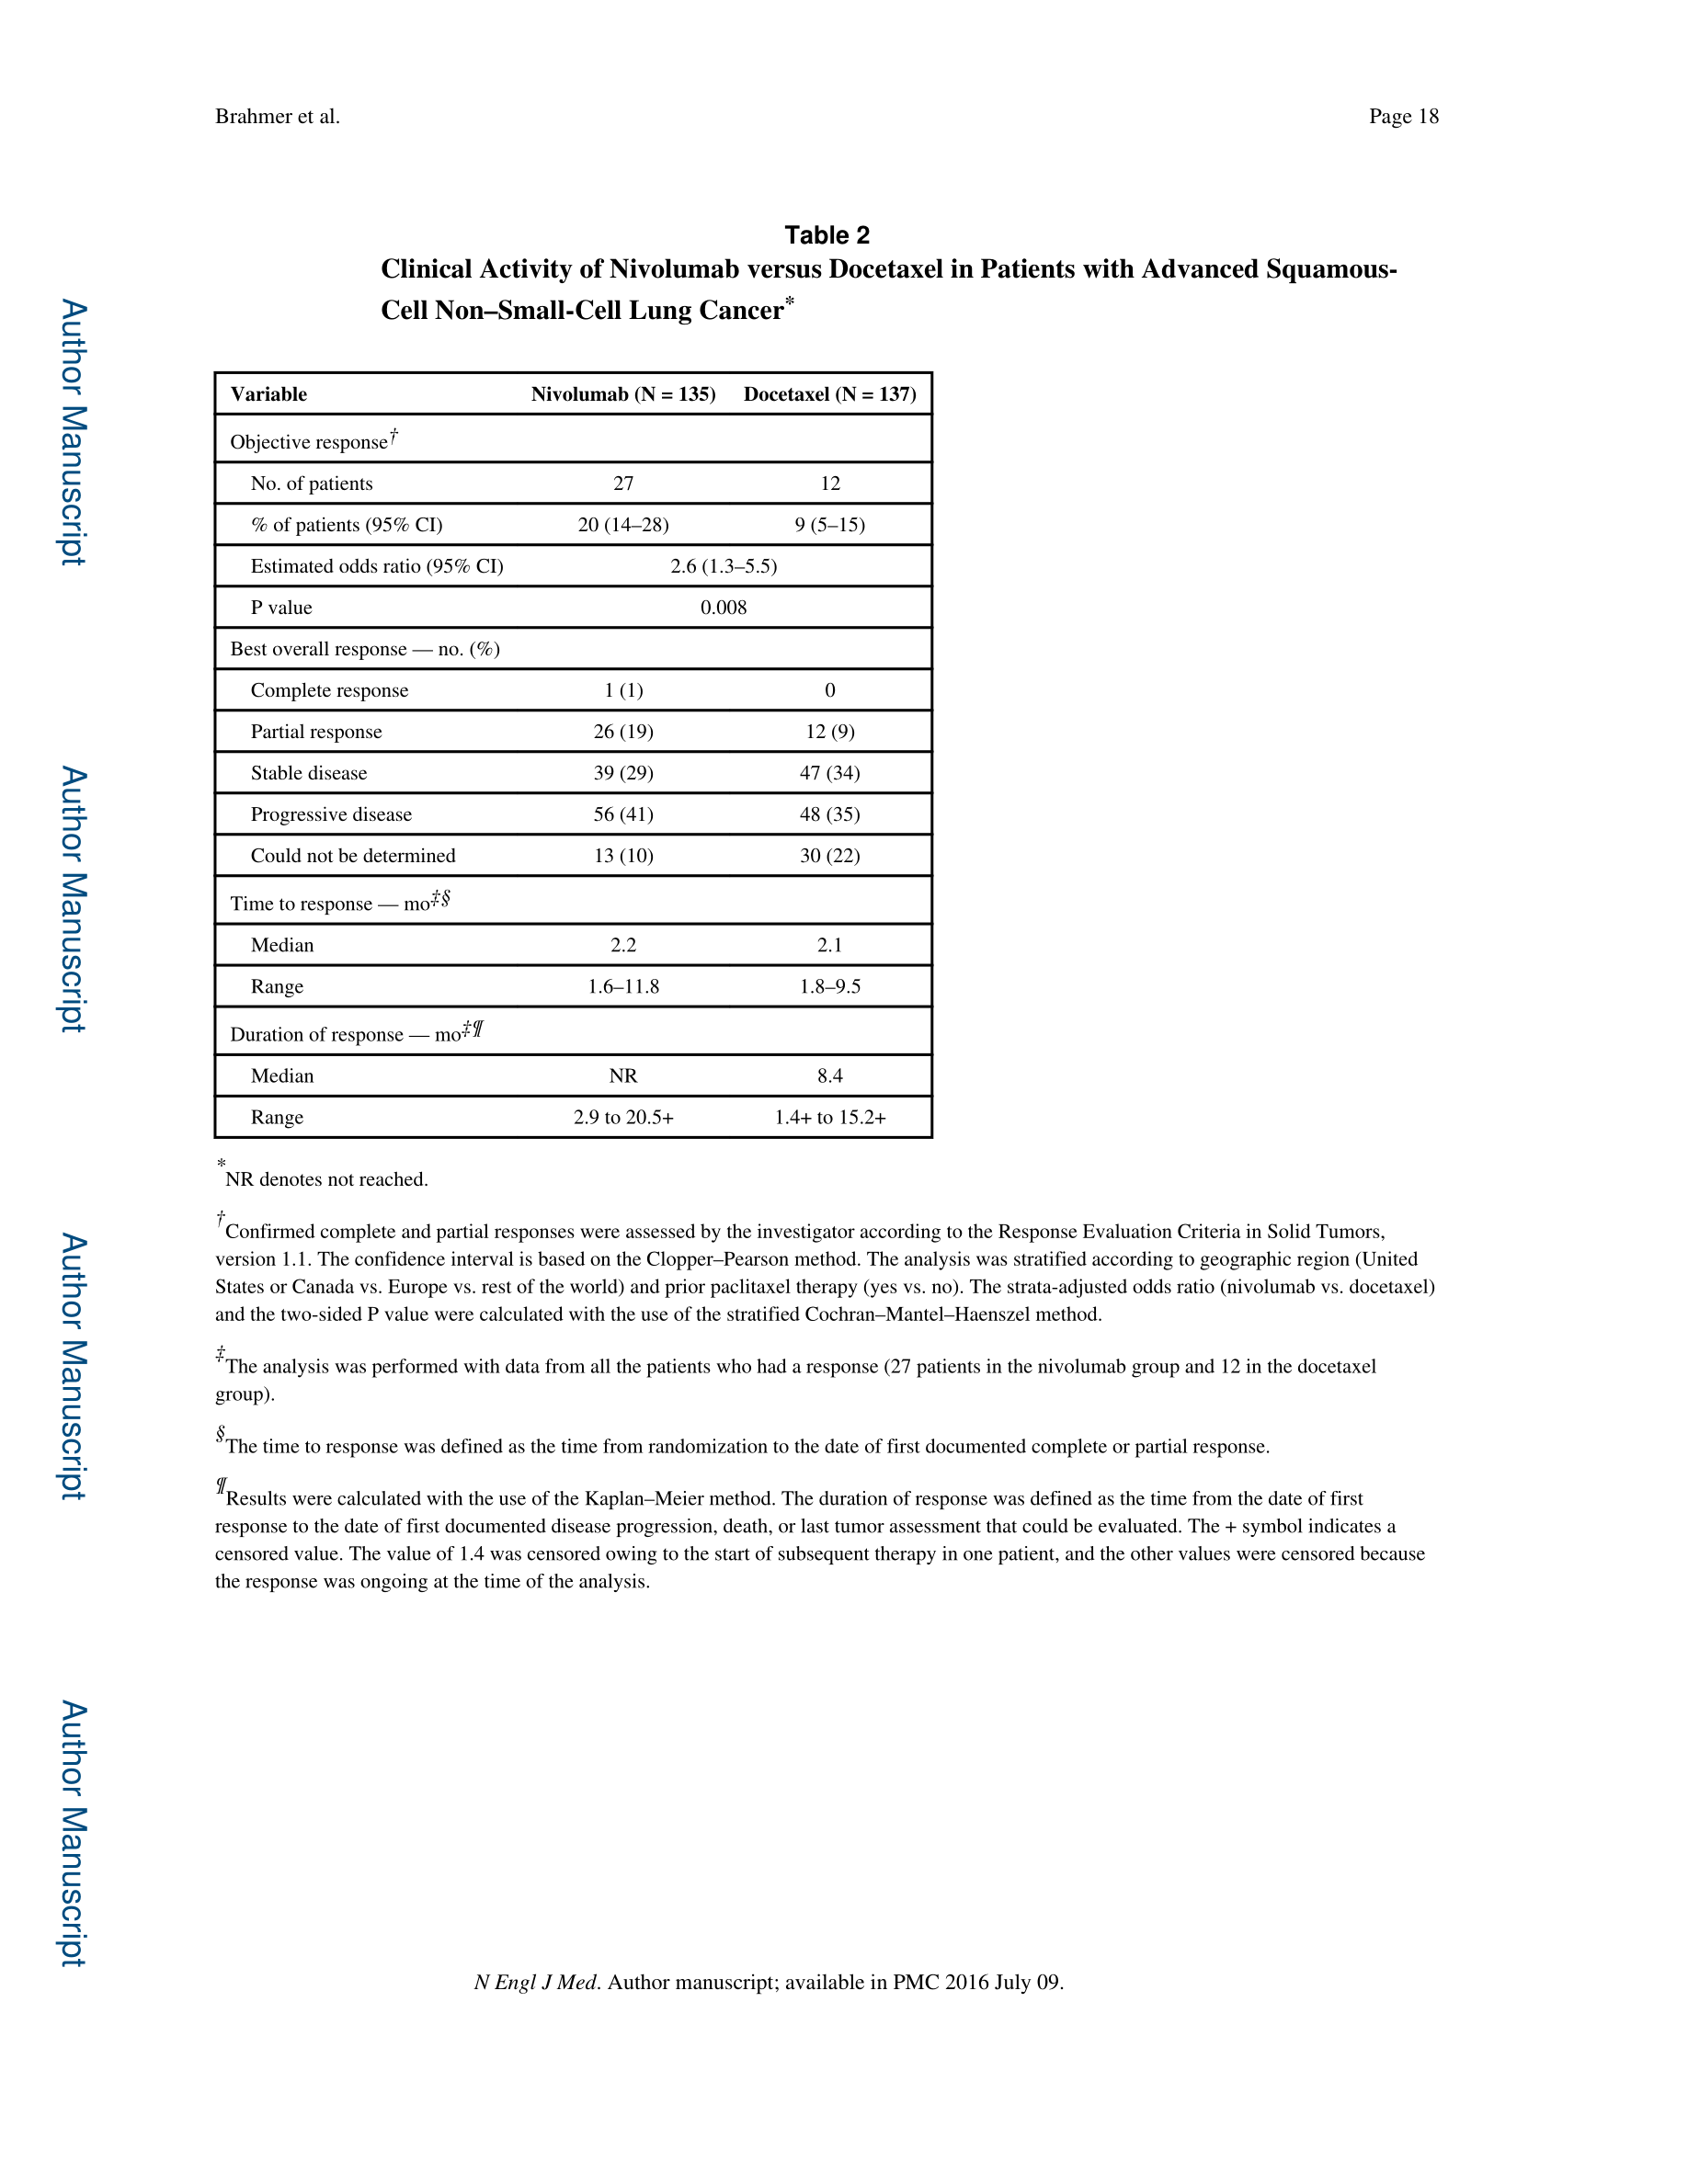 Brahmer et al. Page 18
Table 2
Clinical Activity of Nivolumab versus Docetaxel in Patients with Advanced Squamous-
Cell Non–Small-Cell Lung Cancer*
Variable Nivolumab (N = 135) Docetaxel (N = 137)
Objective response†
No. of patients 27 12
% of patients (95% CI) 20 (14–28) 9 (5–15)
Estimated odds ratio (95% CI) 2.6 (1.3–5.5)
P value 0.008
Best overall response — no. (%)
Complete response 1 (1) 0
Partial response 26 (19) 12 (9)
Stable disease 39 (29) 47 (34)
Progressive disease 56 (41) 48 (35)
Could not be determined 13 (10) 30 (22)
Time to response — mo‡§
Median 2.2 2.1
Range 1.6–11.8 1.8–9.5
Duration of response — mo‡¶
Median NR 8.4
Range 2.9 to 20.5+ 1.4+ to 15.2+
*NR denotes not reached.
†Confirmed complete and partial responses were assessed by the investigator according to the Response Evaluation Criteria in Solid Tumors,
version 1.1. The confidence interval is based on the Clopper–Pearson method. The analysis was stratified according to geographic region (United
States or Canada vs. Europe vs. rest of the world) and prior paclitaxel therapy (yes vs. no). The strata-adjusted odds ratio (nivolumab vs. docetaxel)
and the two-sided P value were calculated with the use of the stratified Cochran–Mantel–Haenszel method.
‡The analysis was performed with data from all the patients who had a response (27 patients in the nivolumab group and 12 in the docetaxel
group).
§The time to response was defined as the time from randomization to the date of first documented complete or partial response.
¶Results were calculated with the use of the Kaplan–Meier method. The duration of response was defined as the time from the date of first
response to the date of first documented disease progression, death, or last tumor assessment that could be evaluated. The + symbol indicates a
censored value. The value of 1.4 was censored owing to the start of subsequent therapy in one patient, and the other values were censored because
the response was ongoing at the time of the analysis.
N Engl J Med. Author manuscript; available in PMC 2016 July 09.
Author Manuscript
Author Manuscript
Author Manuscript
Author Manuscript